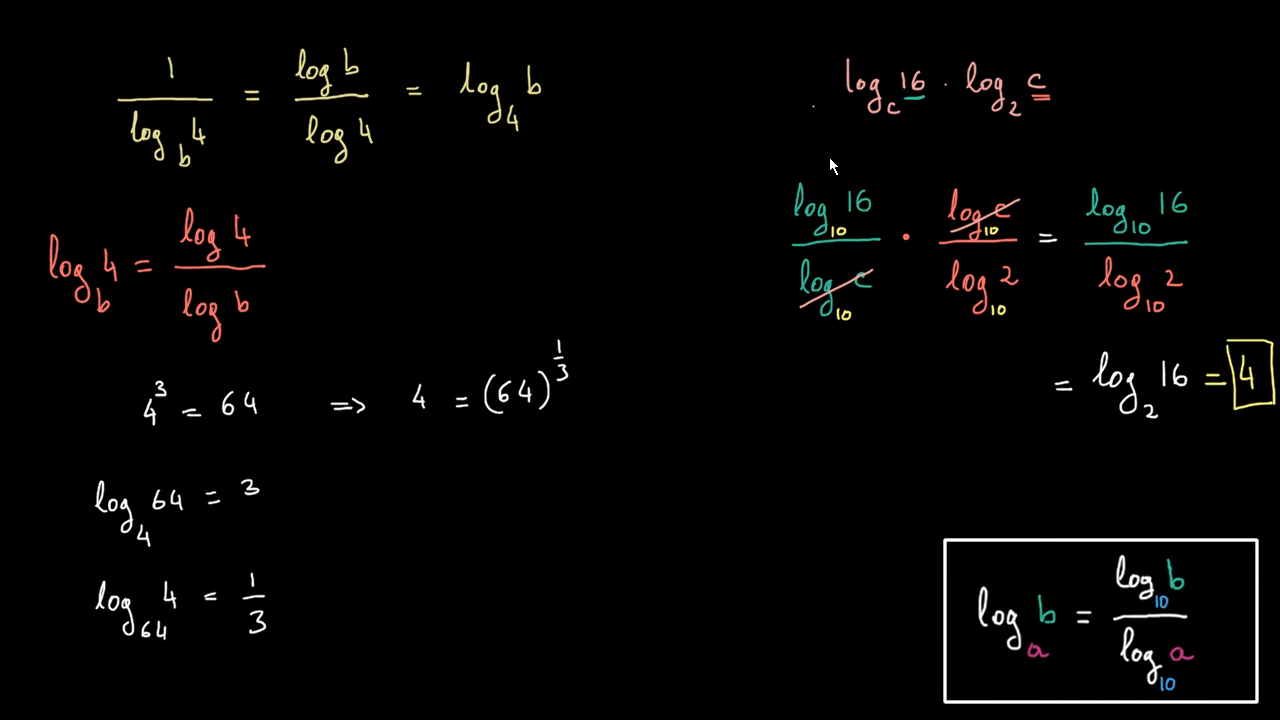 1/log_b 4 = log b/log 4 = log_4 b
log_b 4 = log 4/log b
4^3 = 64 => 4 = (64)^(1/3)
log_4 64 = 3
log_64 4 = 1/3
log_c 16 · log_2 c
log_10 16/log_10 c · log_10 c/log_10 2 = log_10 16/log_10 2
= log_2 16 = 4
log_a b = log_10 b/log_10 a